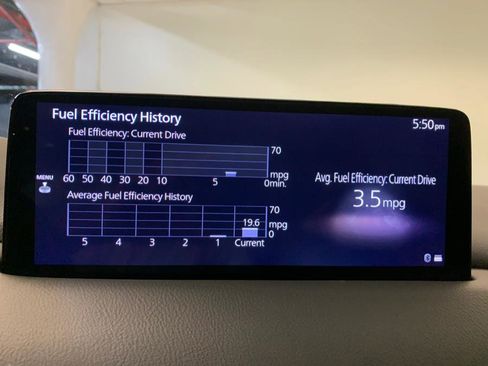 Fuel Efficiency History
5:50pm
Fuel Efficiency: Current Drive
70
mpg
0
60 50 40 30 20 10 5 0min.
MENU
Avg. Fuel Efficiency: Current Drive
3.5mpg
Average Fuel Efficiency History
70
19.6
mpg
0
5 4 3 2 1 Current